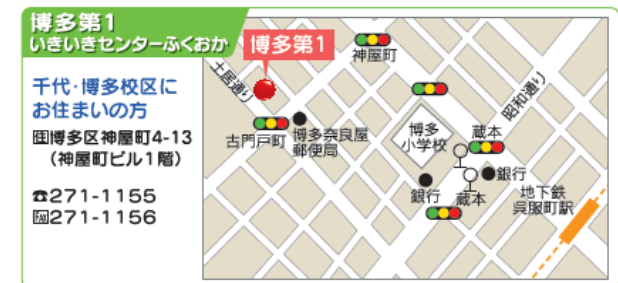 博多第1
いきいきセンターふくおか
千代・博多校区に
お住まいの方
住博多区神屋町4-13
(神屋町ビル1階)
☎271-1155
FAX271-1156
博多第1
神屋町
土居通り
昭和通り
古門戸町
博多奈良屋
郵便局
博多
小学校
蔵本
銀行
銀行
蔵本
地下鉄
呉服町駅